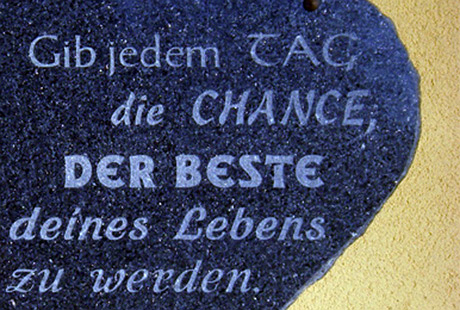 Gib jedem TAG
die CHANCE,
DER BESTE
deines Lebens
zu werden.